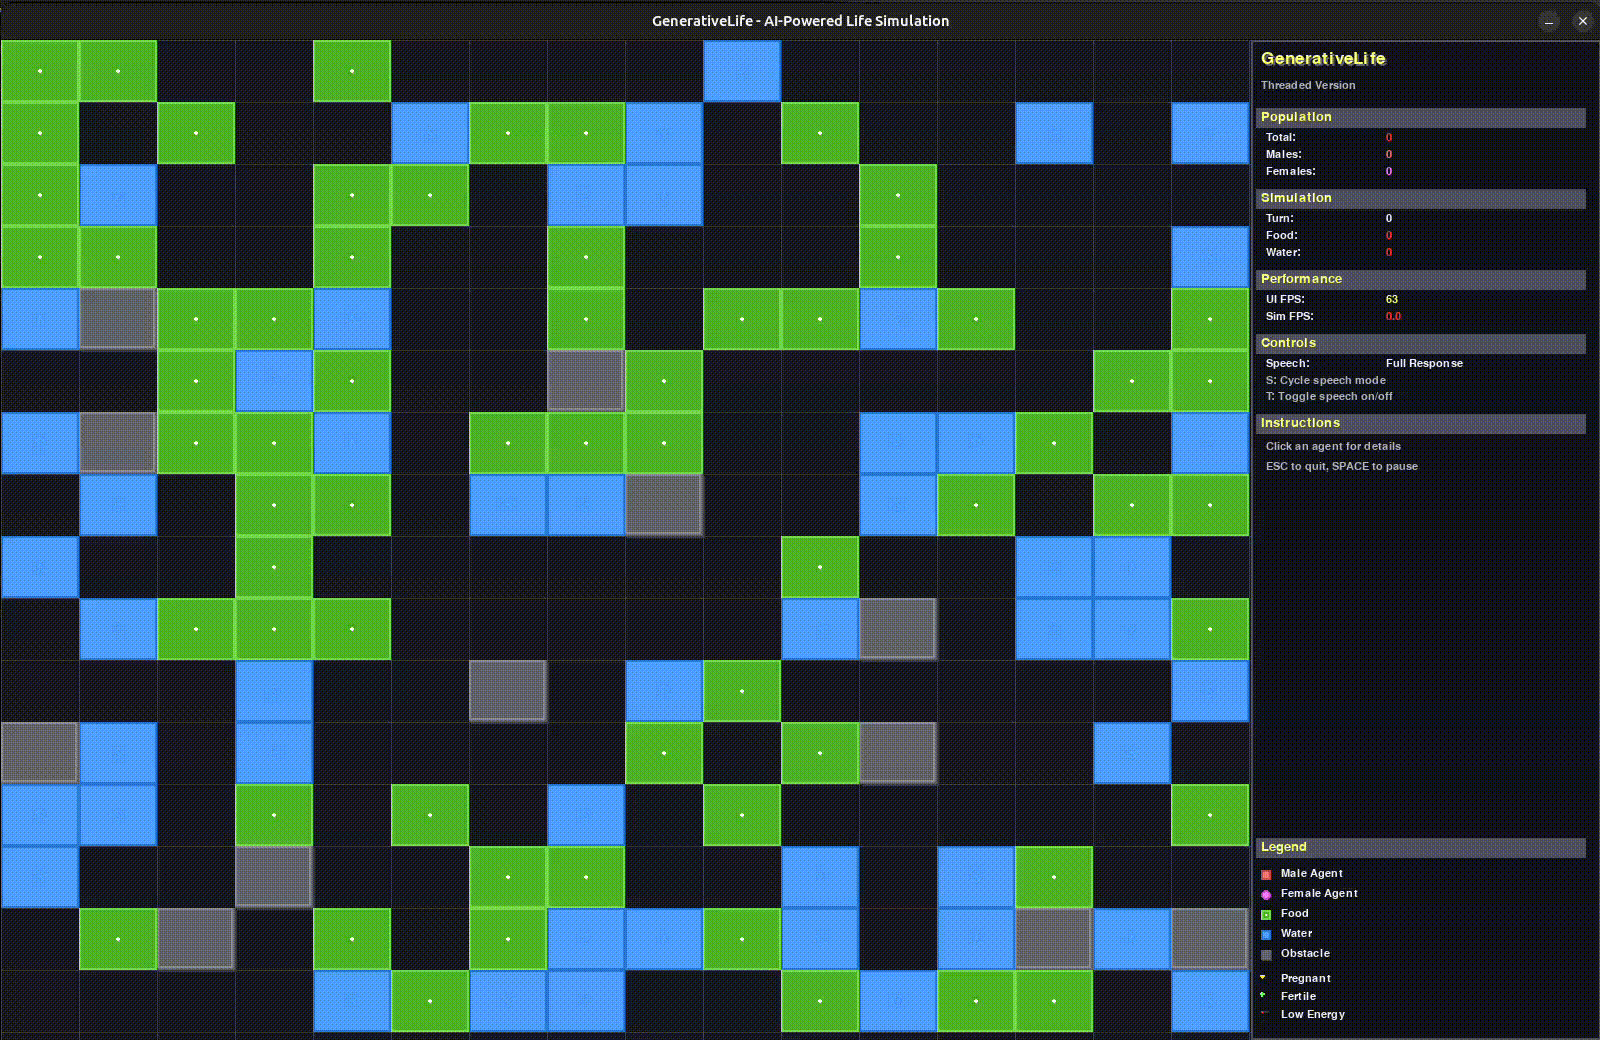 GenerativeLife - AI-Powered Life Simulation
GenerativeLife
Threaded Version
Population
Total: 0
Males: 0
Females: 0
Simulation
Turn: 0
Food: 0
Water: 0
Performance
UI FPS: 63
Sim FPS: 0.0
Controls
Speech: Full Response
S: Cycle speech mode
T: Toggle speech on/off
Instructions
Click an agent for details
ESC to quit, SPACE to pause
Legend
Male Agent
Female Agent
Food
Water
Obstacle
Pregnant
Fertile
Low Energy